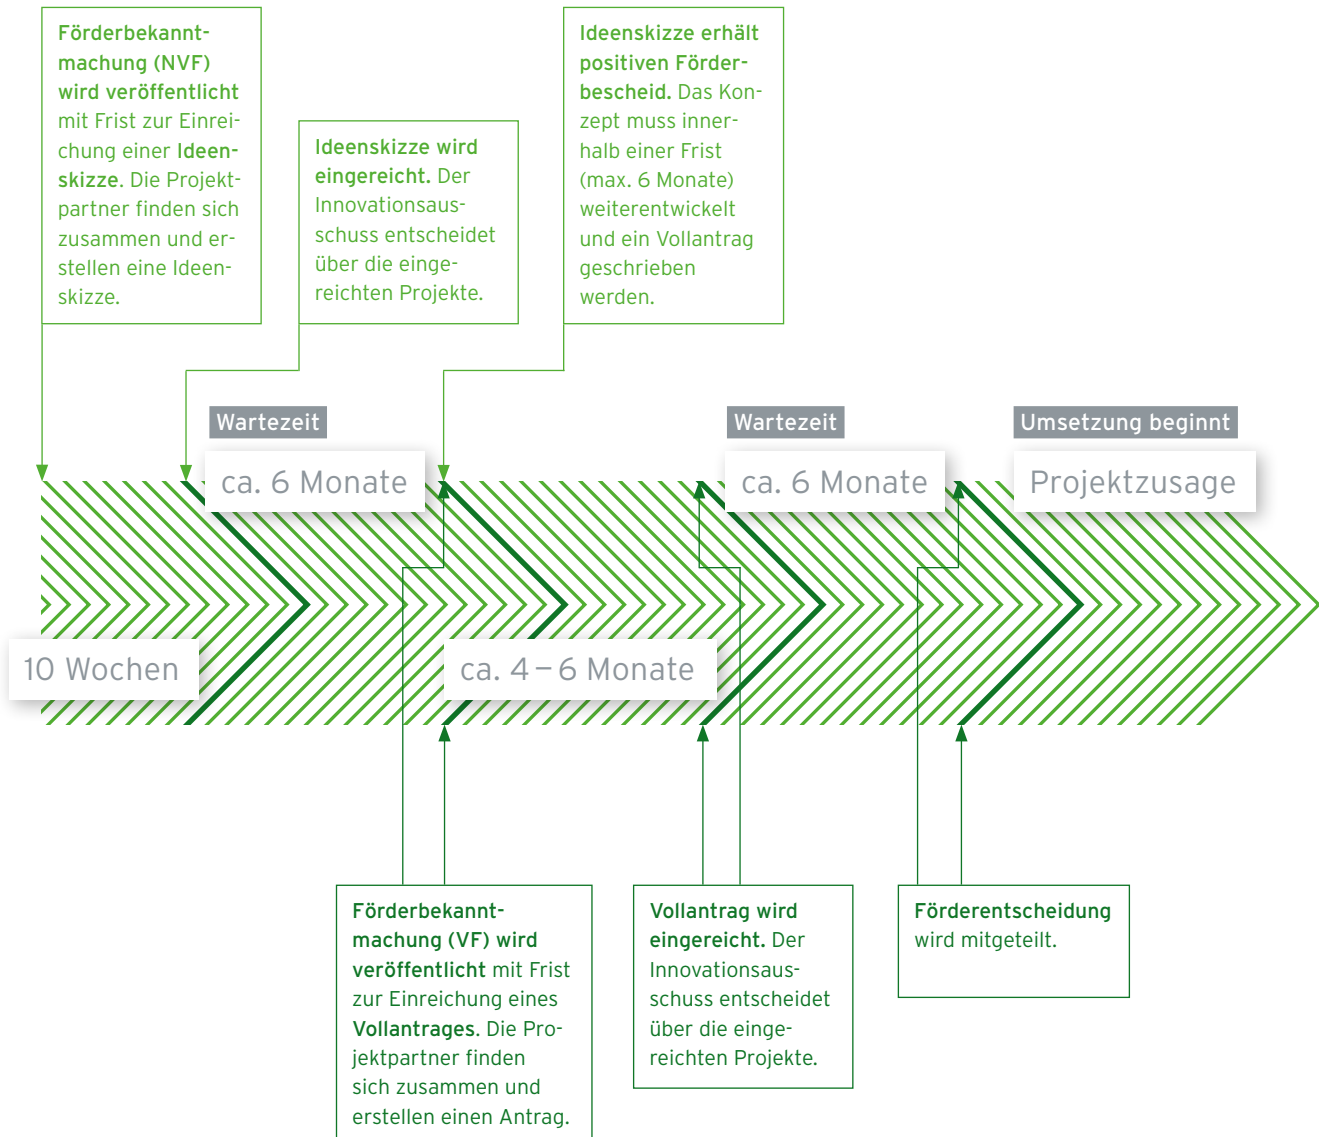 Förderbekannt-
machung (NVF)
wird veröffentlicht
mit Frist zur Einrei-
chung einer Ideen-
skizze. Die Projekt-
partner finden sich
zusammen und er-
stellen eine Ideen-
skizze.
Ideenskizze wird
eingereicht. Der
Innovationsaus-
schuss entscheidet
über die einge-
reichten Projekte.
Ideenskizze erhält
positiven Förder-
bescheid. Das Kon-
zept muss inner-
halb einer Frist
(max. 6 Monate)
weiterentwickelt
und ein Vollantrag
geschrieben
werden.
Wartezeit
ca. 6 Monate
Wartezeit
ca. 6 Monate
Umsetzung beginnt
Projektzusage
10 Wochen
ca. 4 – 6 Monate
Förderbekannt-
machung (VF) wird
veröffentlicht mit Frist
zur Einreichung eines
Vollantrages. Die Pro-
jektpartner finden
sich zusammen und
erstellen einen Antrag.
Vollantrag wird
eingereicht. Der
Innovationsaus-
schuss entscheidet
über die einge-
reichten Projekte.
Förderentscheidung
wird mitgeteilt.